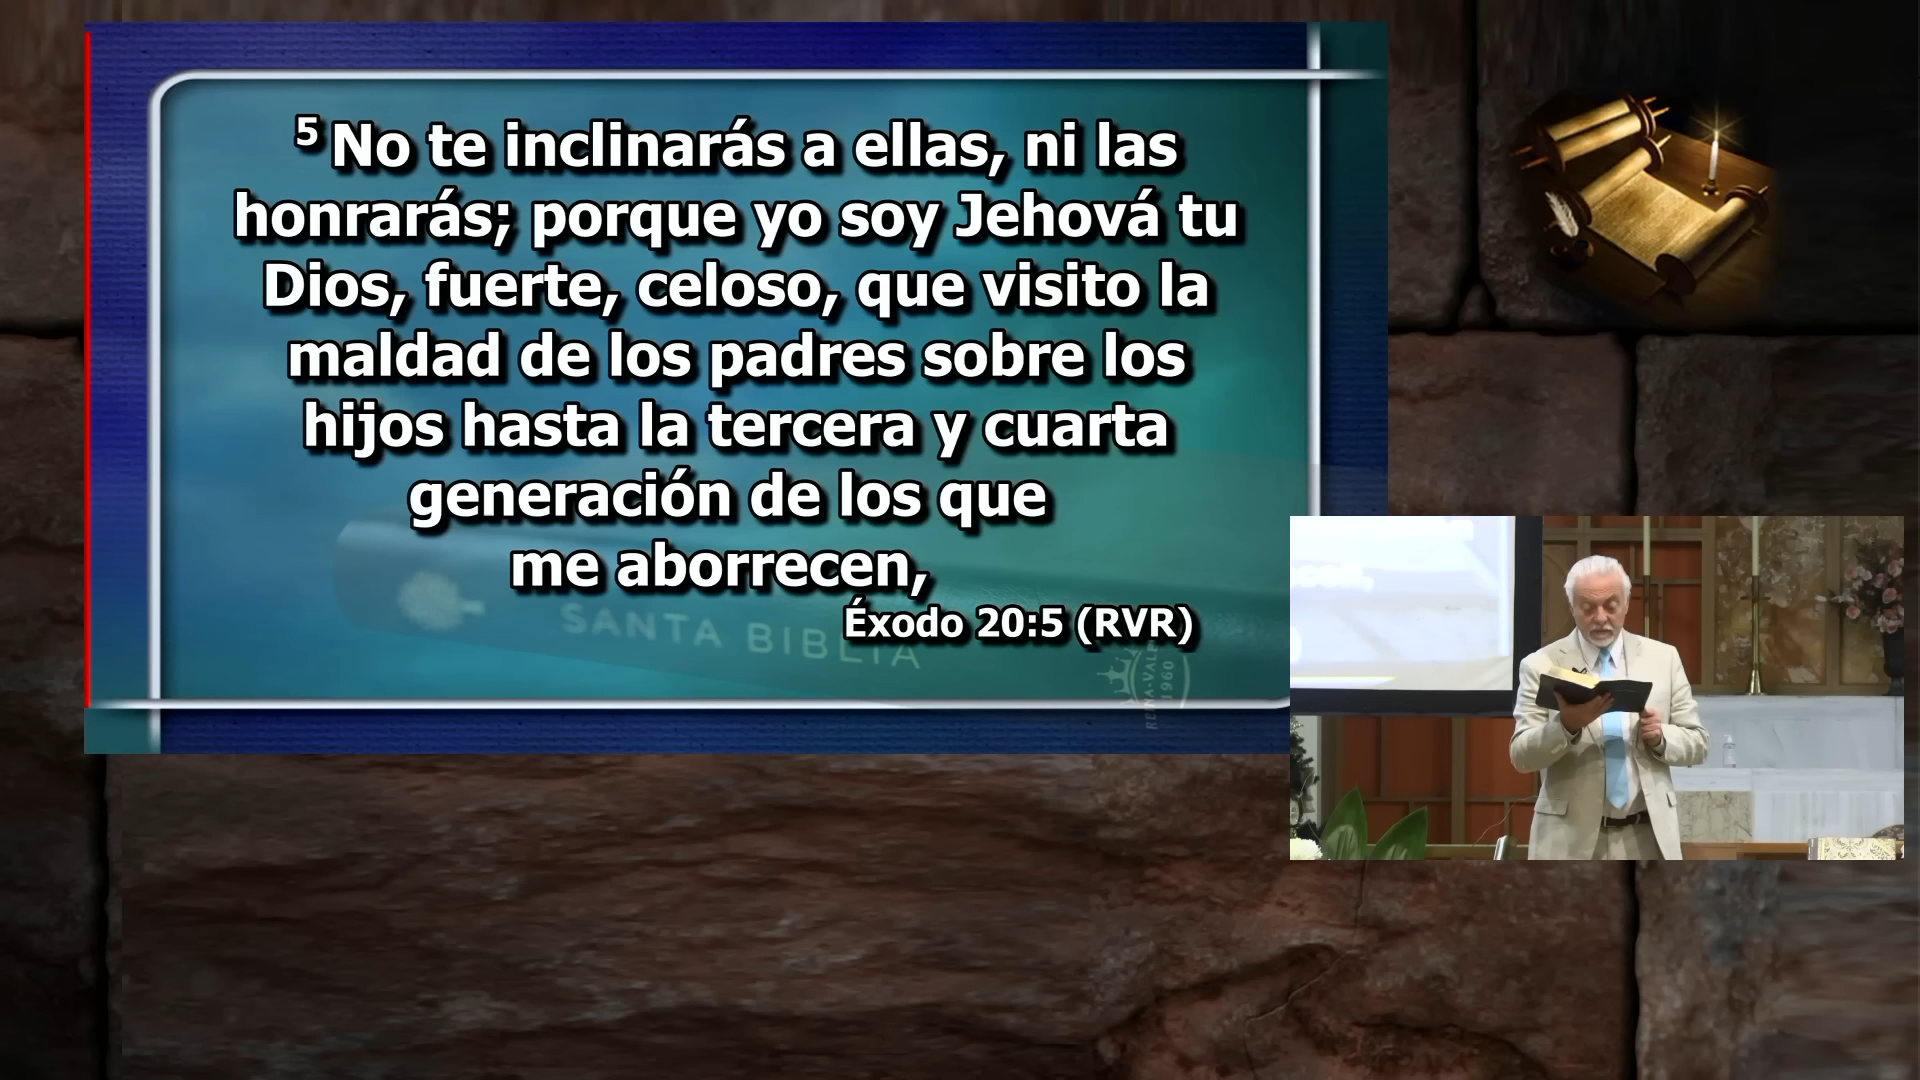 5 No te inclinarás a ellas, ni las
honrarás; porque yo soy Jehová tu
Dios, fuerte, celoso, que visito la
maldad de los padres sobre los
hijos hasta la tercera y cuarta
generación de los que
me aborrecen,
Éxodo 20:5 (RVR)
SANTA BIBLIA
1960